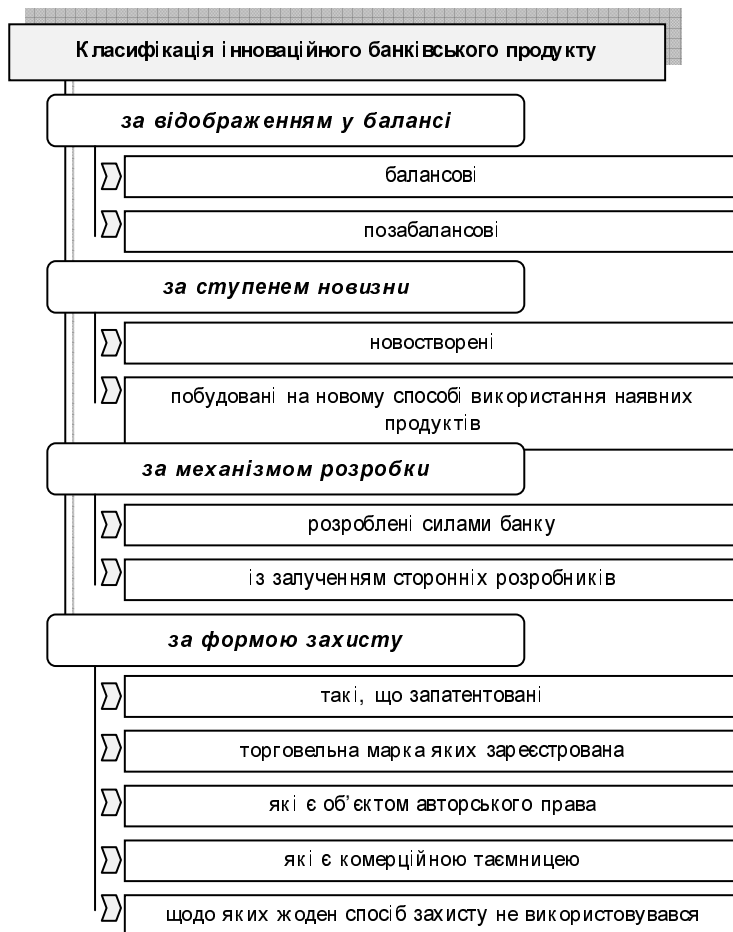 Класифікація інноваційного банківського продукту
за відображенням у балансі
балансові
позабалансові
за ступенем новизни
новостворені
побудовані на новому способі використання наявних
продуктів
за механізмом розробки
розроблені силами банку
із залученням сторонніх розробників
за формою захисту
такі, що запатентовані
торговельна марка яких зареєстрована
які є об’єктом авторського права
які є комерційною таємницею
щодо яких жоден спосіб захисту не використовувався